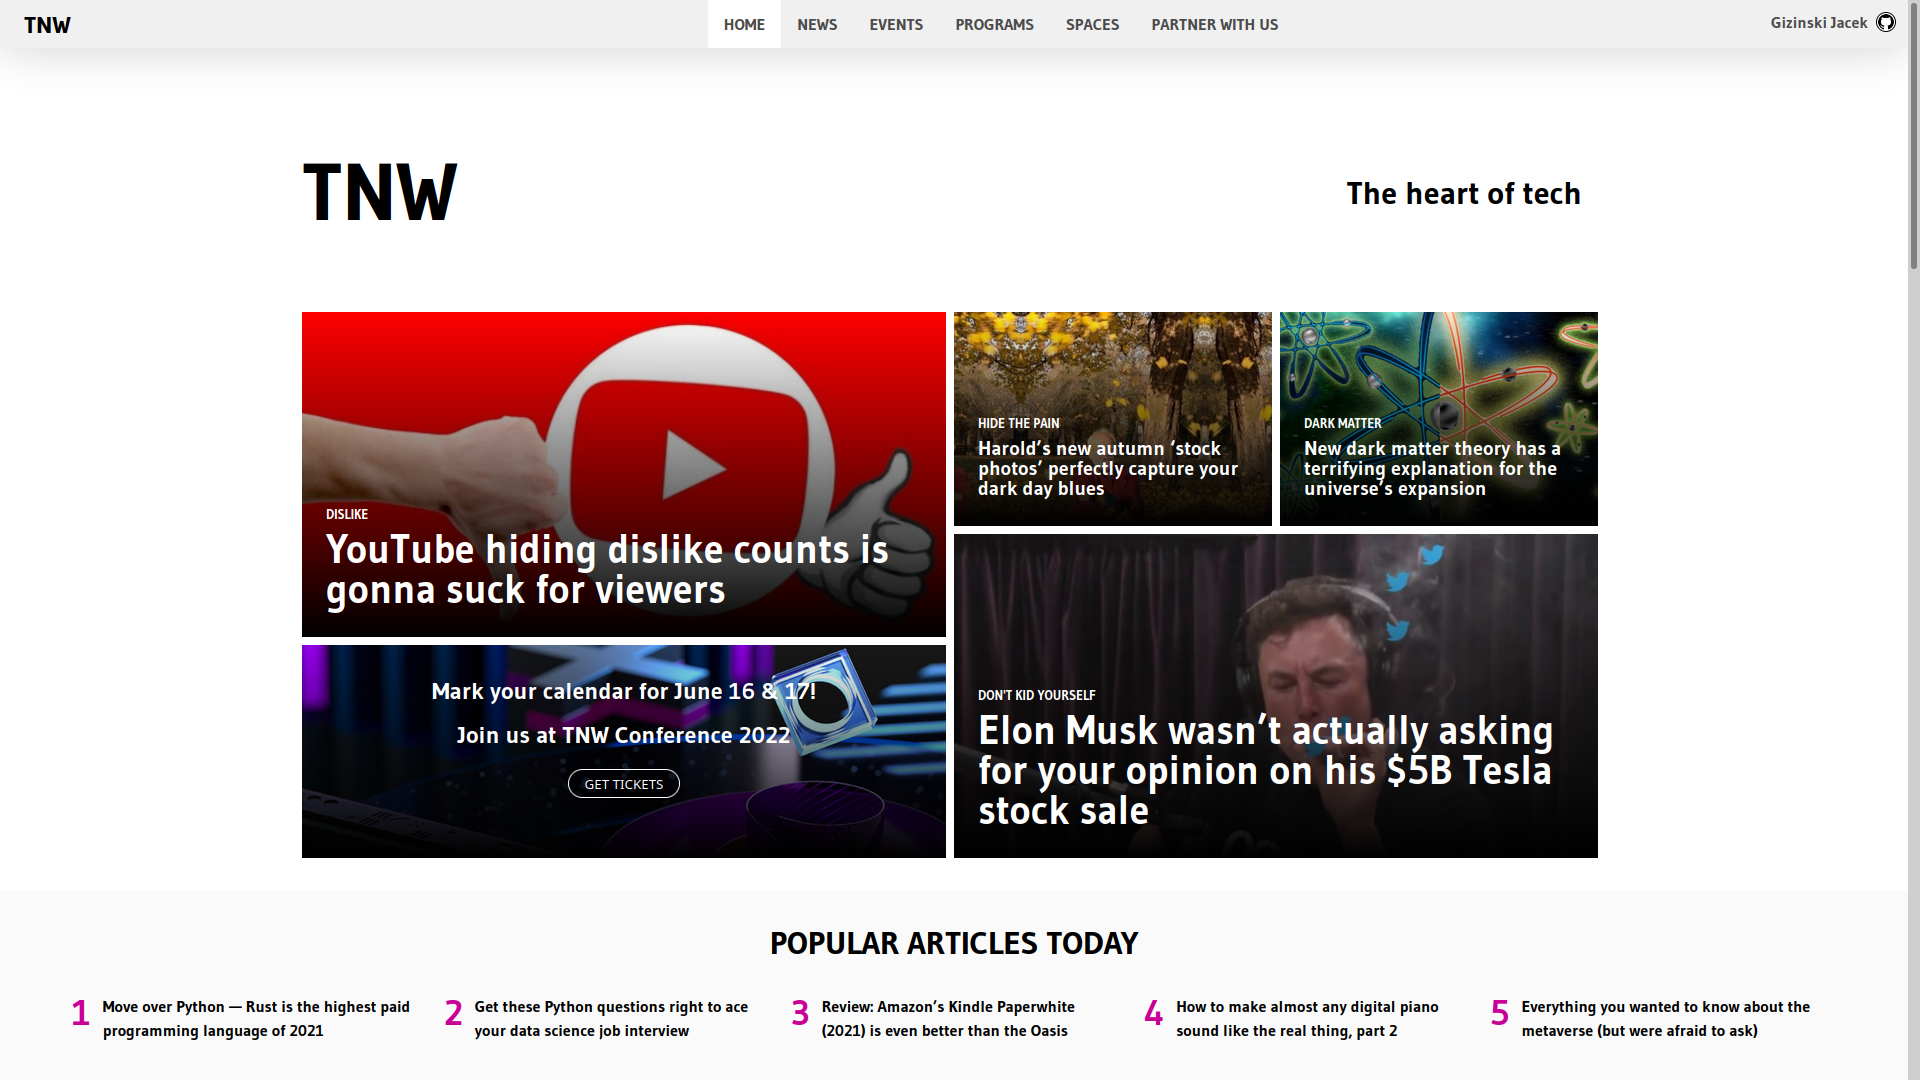 TNW
HOME
NEWS
EVENTS
PROGRAMS
SPACES
PARTNER WITH US
Gizinski Jacek
TNW
The heart of tech
DISLIKE
YouTube hiding dislike counts is
gonna suck for viewers
HIDE THE PAIN
Harold’s new autumn ‘stock
photos’ perfectly capture your
dark day blues
DARK MATTER
New dark matter theory has a
terrifying explanation for the
universe’s expansion
Mark your calendar for June 16 & 17!
Join us at TNW Conference 2022
GET TICKETS
DON'T KID YOURSELF
Elon Musk wasn’t actually asking
for your opinion on his $5B Tesla
stock sale
POPULAR ARTICLES TODAY
1
Move over Python — Rust is the highest paid
programming language of 2021
2
Get these Python questions right to ace
your data science job interview
3
Review: Amazon’s Kindle Paperwhite
(2021) is even better than the Oasis
4
How to make almost any digital piano
sound like the real thing, part 2
5
Everything you wanted to know about the
metaverse (but were afraid to ask)